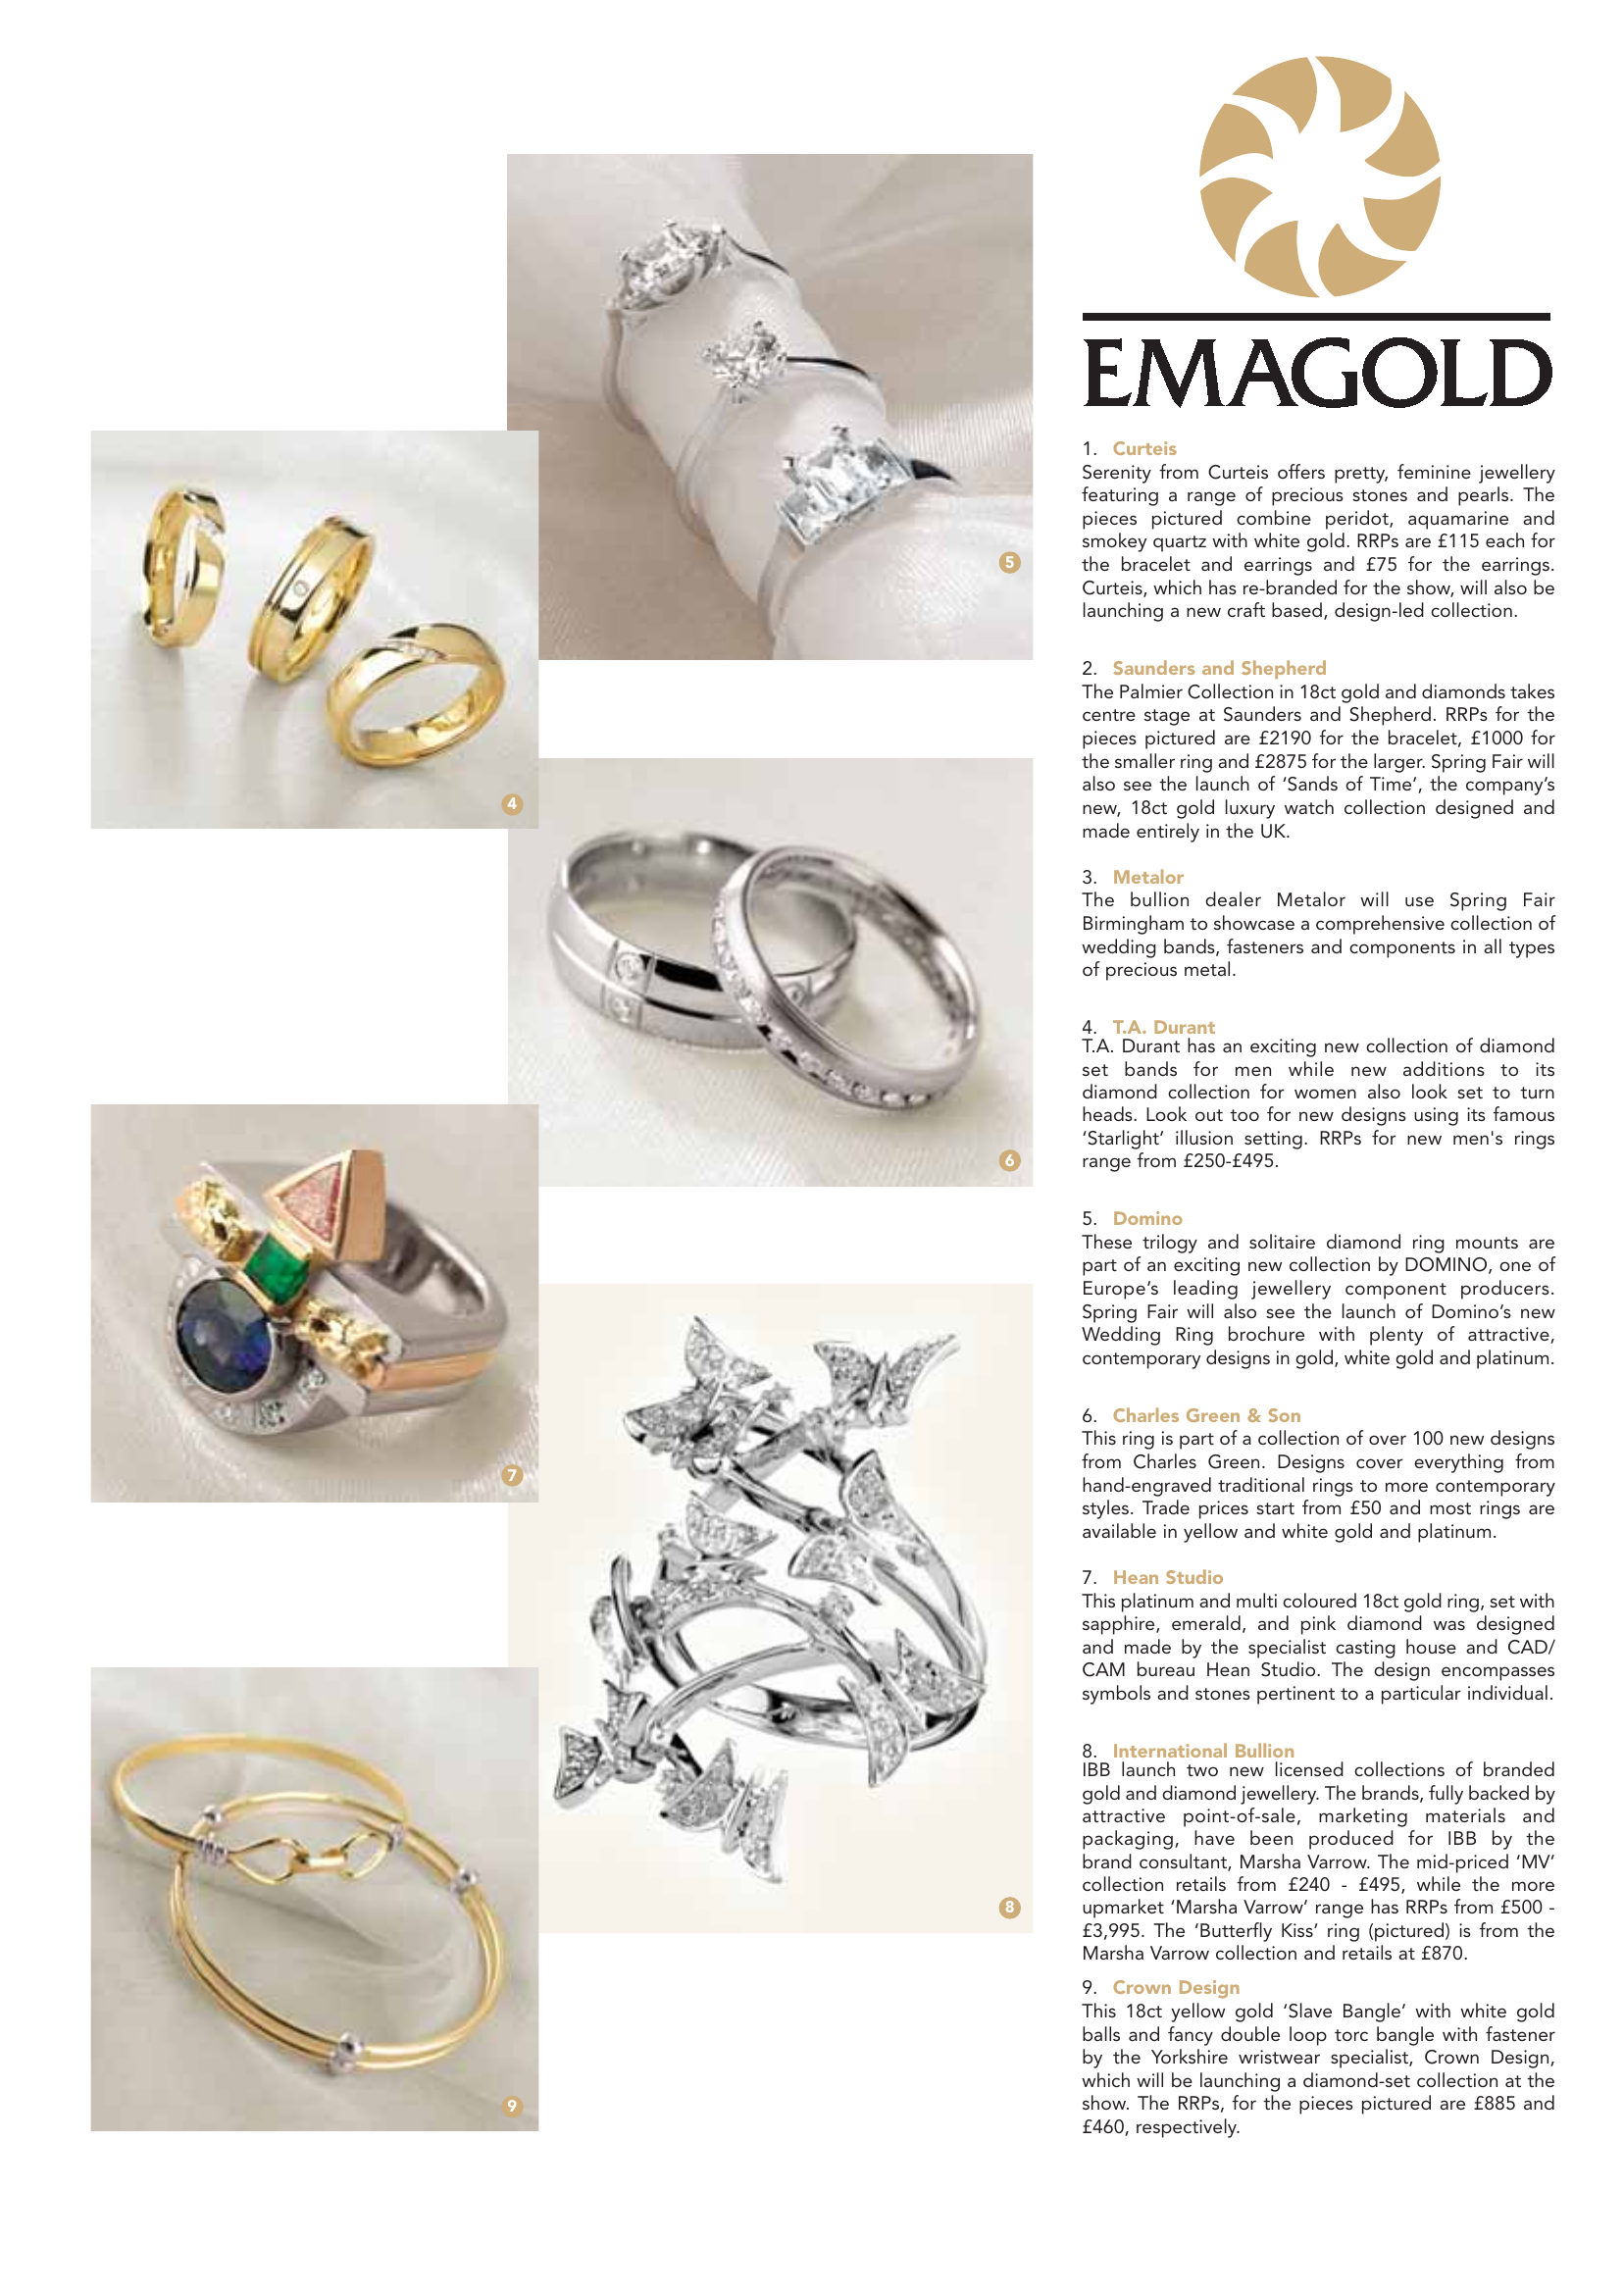 EMAGOLD
1. Curteis
Serenity from Curteis offers pretty, feminine jewellery
featuring a range of precious stones and pearls. The
pieces pictured combine peridot, aquamarine and
smokey quartz with white gold. RRPs are £115 each for
the bracelet and earrings and £75 for the earrings.
Curteis, which has re-branded for the show, will also be
launching a new craft based, design-led collection.
2. Saunders and Shepherd
The Palmier Collection in 18ct gold and diamonds takes
centre stage at Saunders and Shepherd. RRPs for the
pieces pictured are £2190 for the bracelet, £1000 for
the smaller ring and £2875 for the larger. Spring Fair will
also see the launch of ‘Sands of Time’, the company’s
new, 18ct gold luxury watch collection designed and
made entirely in the UK.
3. Metalor
The bullion dealer Metalor will use Spring Fair
Birmingham to showcase a comprehensive collection of
wedding bands, fasteners and components in all types
of precious metal.
4. T.A. Durant
T.A. Durant has an exciting new collection of diamond
set bands for men while new additions to its
diamond collection for women also look set to turn
heads. Look out too for new designs using its famous
‘Starlight’ illusion setting. RRPs for new men's rings
range from £250-£495.
5. Domino
These trilogy and solitaire diamond ring mounts are
part of an exciting new collection by DOMINO, one of
Europe’s leading jewellery component producers.
Spring Fair will also see the launch of Domino’s new
Wedding Ring brochure with plenty of attractive,
contemporary designs in gold, white gold and platinum.
6. Charles Green & Son
This ring is part of a collection of over 100 new designs
from Charles Green. Designs cover everything from
hand-engraved traditional rings to more contemporary
styles. Trade prices start from £50 and most rings are
available in yellow and white gold and platinum.
7. Hean Studio
This platinum and multi coloured 18ct gold ring, set with
sapphire, emerald, and pink diamond was designed
and made by the specialist casting house and CAD/
CAM bureau Hean Studio. The design encompasses
symbols and stones pertinent to a particular individual.
8. International Bullion
IBB launch two new licensed collections of branded
gold and diamond jewellery. The brands, fully backed by
attractive point-of-sale, marketing materials and
packaging, have been produced for IBB by the
brand consultant, Marsha Varrow. The mid-priced ‘MV’
collection retails from £240 - £495, while the more
upmarket ‘Marsha Varrow’ range has RRPs from £500 -
£3,995. The ‘Butterfly Kiss’ ring (pictured) is from the
Marsha Varrow collection and retails at £870.
9. Crown Design
This 18ct yellow gold ‘Slave Bangle’ with white gold
balls and fancy double loop torc bangle with fastener
by the Yorkshire wristwear specialist, Crown Design,
which will be launching a diamond-set collection at the
show. The RRPs, for the pieces pictured are £885 and
£460, respectively.
5
4
6
7
8
9